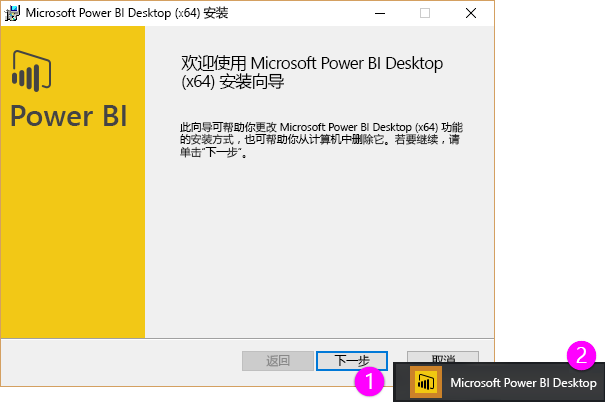 Microsoft Power BI Desktop (x64) 安装
Power BI
欢迎使用 Microsoft Power BI Desktop
(x64) 安装向导
此向导可帮助你更改 Microsoft Power BI Desktop (x64) 功能
的安装方式，也可帮助你从计算机中删除它。若要继续，请
单击“下一步”。
返回
下一步
取消
1
2
Microsoft Power BI Desktop